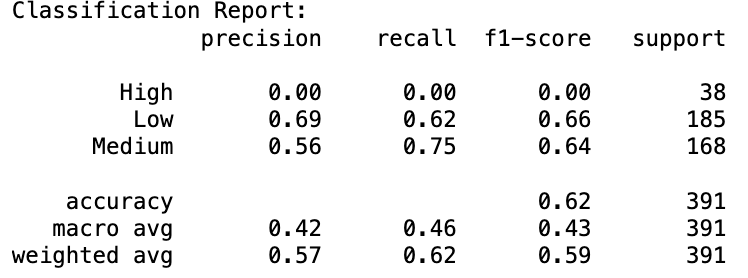 Classification Report:
precision recall f1-score support
High 0.00 0.00 0.00 38
Low 0.69 0.62 0.66 185
Medium 0.56 0.75 0.64 168
accuracy 0.62 391
macro avg 0.42 0.46 0.43 391
weighted avg 0.57 0.62 0.59 391